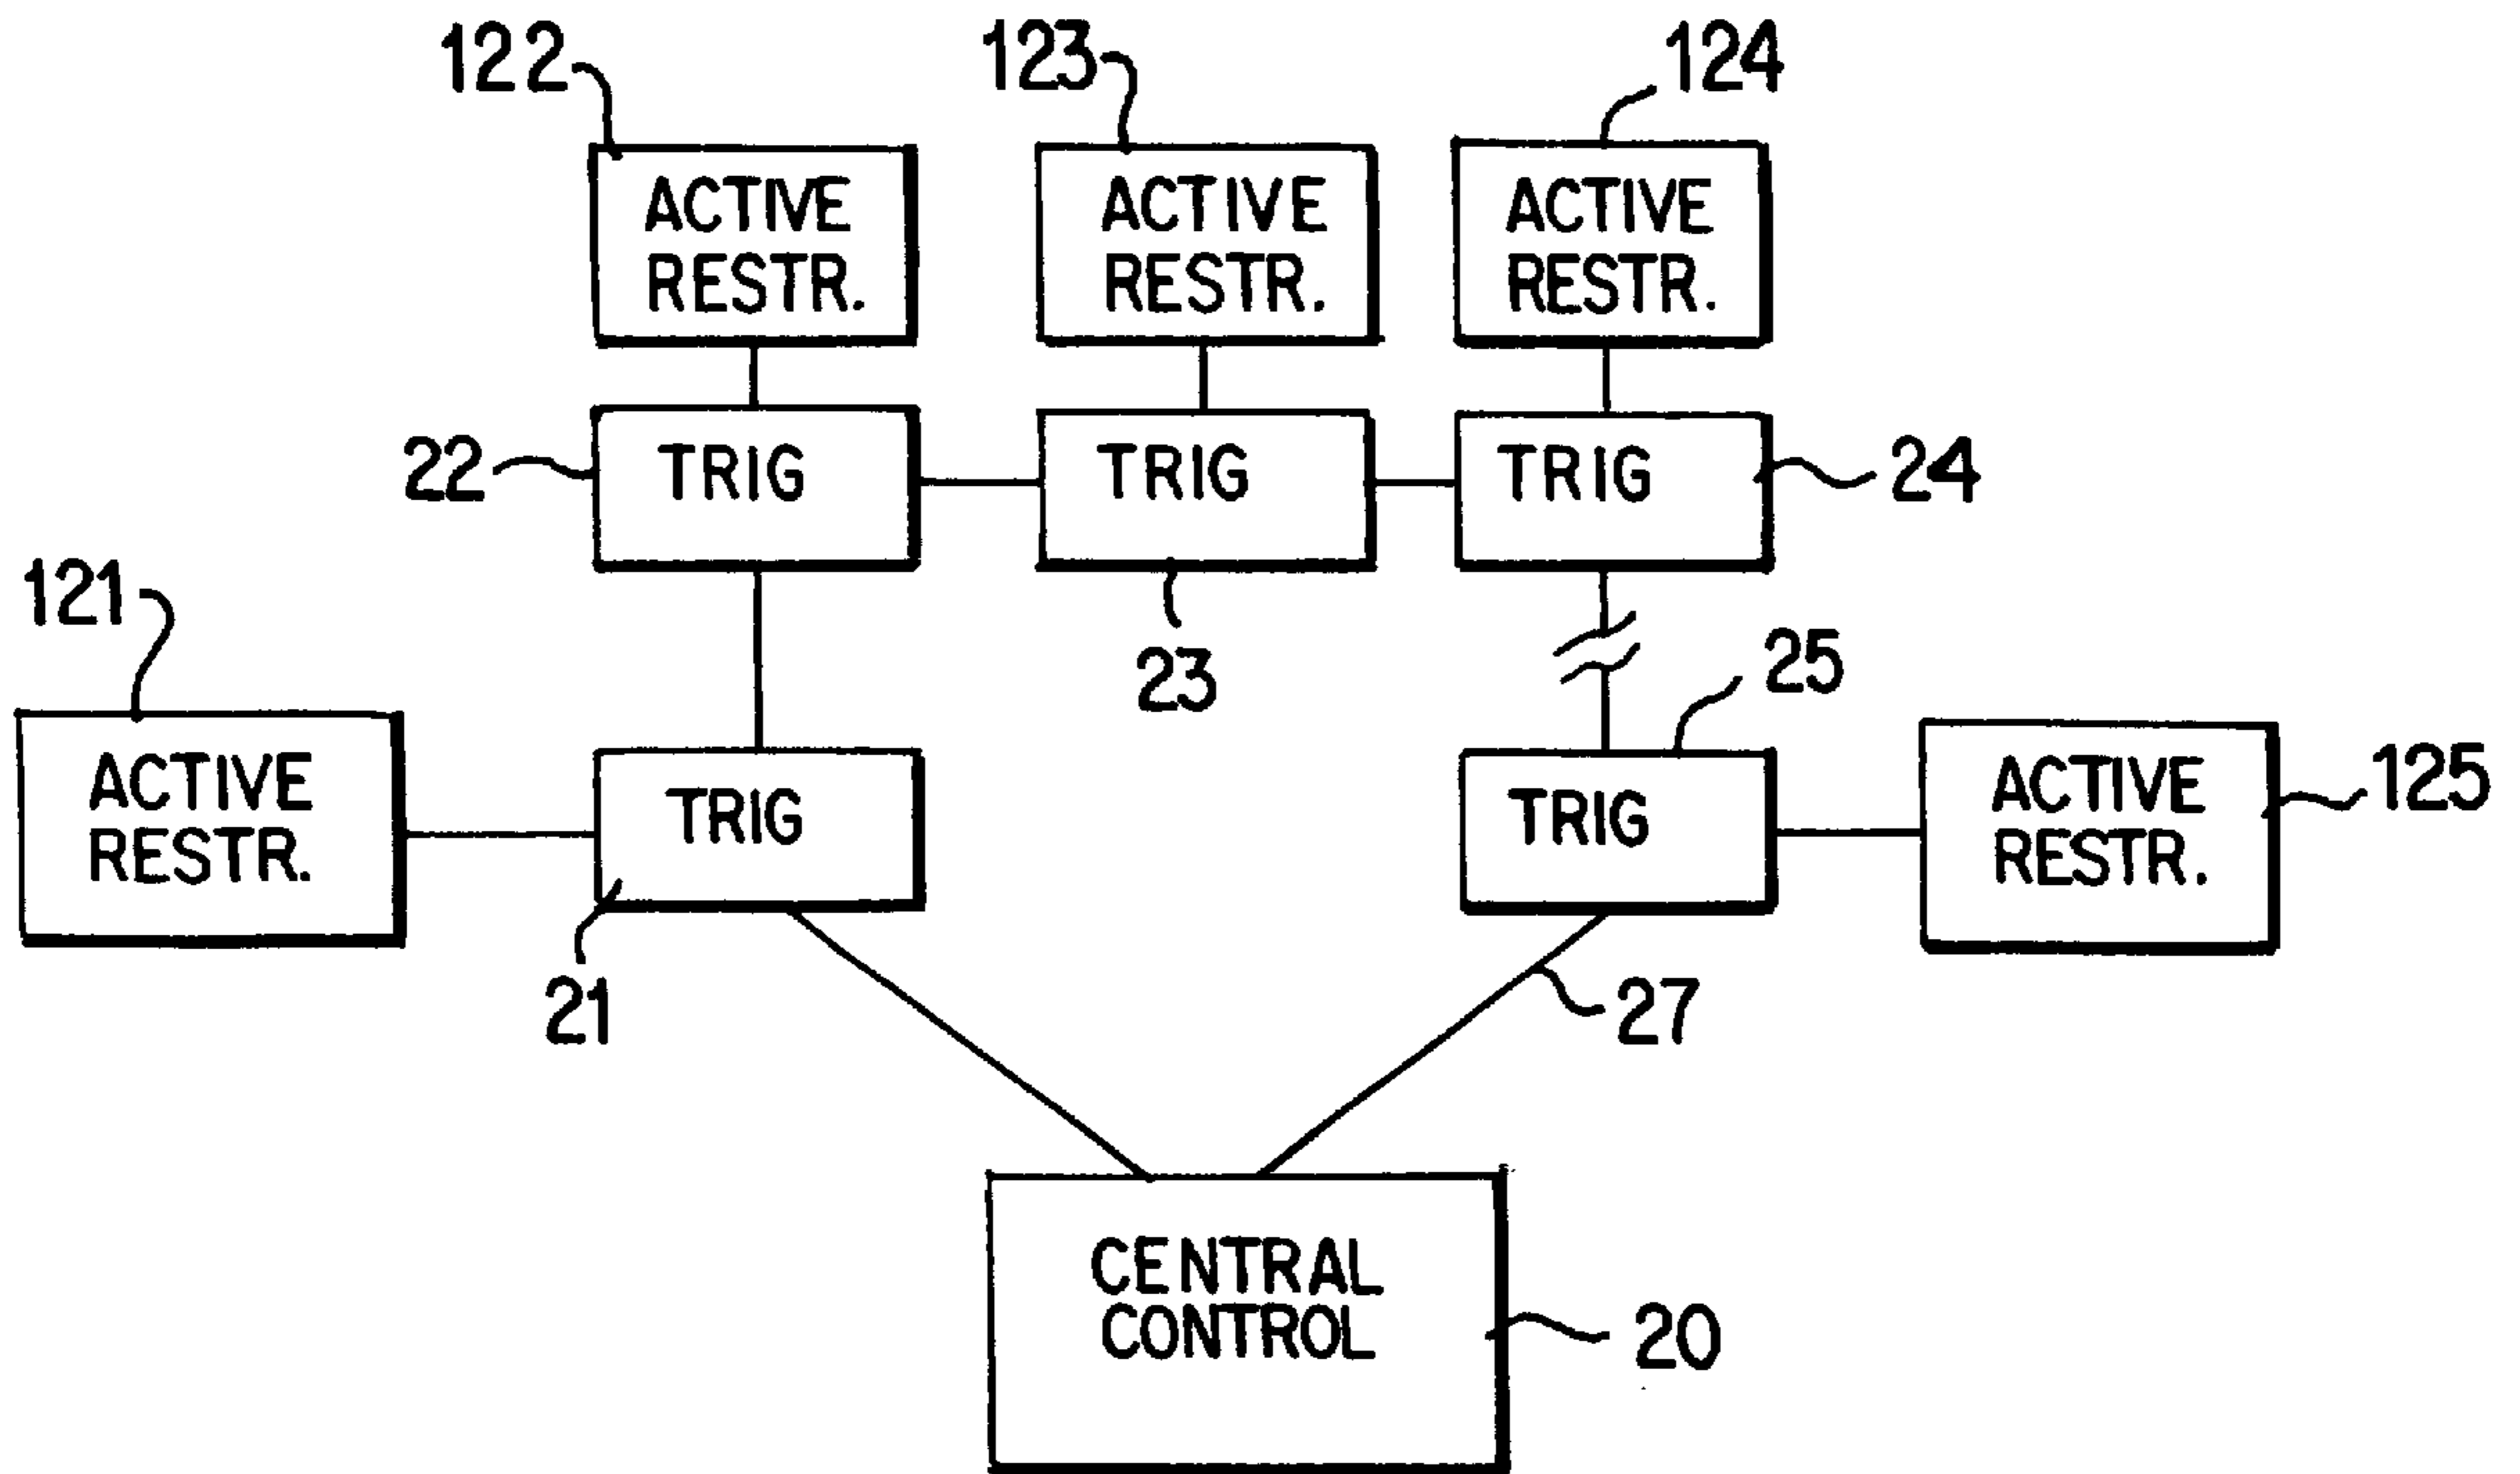 122
123
124
ACTIVE
RESTR.
ACTIVE
RESTR.
ACTIVE
RESTR.
22
TRIG
TRIG
TRIG
24
121
23
25
ACTIVE
RESTR.
TRIG
TRIG
ACTIVE
RESTR.
125
21
27
CENTRAL
CONTROL
20